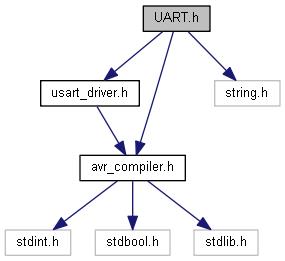 UART.h
usart_driver.h
string.h
avr_compiler.h
stdint.h
stdbool.h
stdlib.h